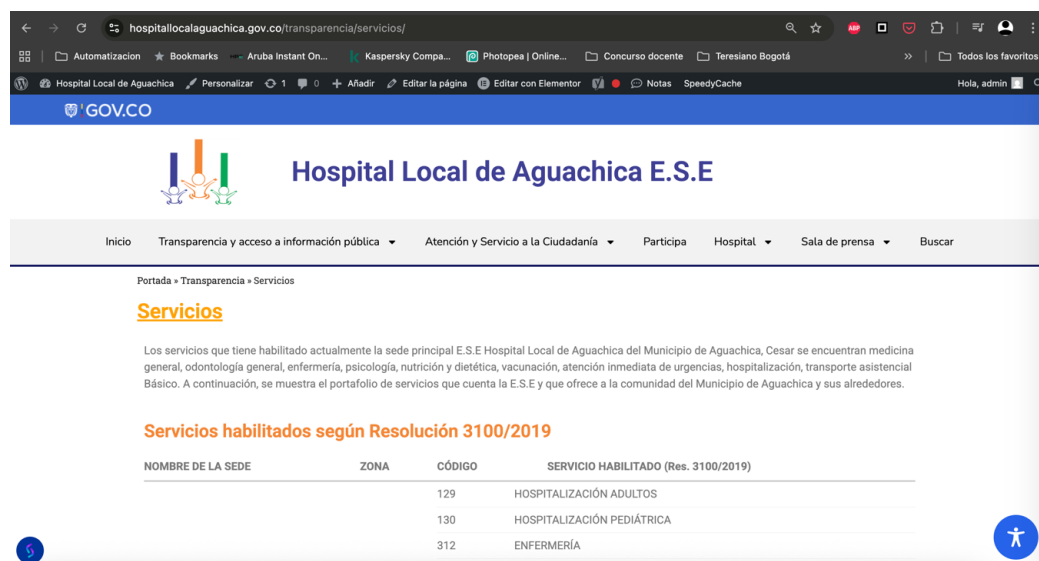 hospitallocalaguachica.gov.co/transparencia/servicios/
ABP
Automatizacion Bookmarks Aruba Instant On... Kaspersky Compa... Photopea | Online... Concurso docente Teresiano Bogotá » Todos los favoritos
Hospital Local de Aguachica Personalizar 1 0 Añadir Editar la página Editar con Elementor Notas SpeedyCache Hola, admin
GOV.CO
Hospital Local de Aguachica E.S.E
Inicio Transparencia y acceso a información pública Atención y Servicio a la Ciudadanía Participa Hospital Sala de prensa Buscar
Portada » Transparencia » Servicios
Servicios
Los servicios que tiene habilitado actualmente la sede principal E.S.E Hospital Local de Aguachica del Municipio de Aguachica, Cesar se encuentran medicina
general, odontología general, enfermería, psicología, nutrición y dietética, vacunación, atención inmediata de urgencias, hospitalización, transporte asistencial
Básico. A continuación, se muestra el portafolio de servicios que cuenta la E.S.E y que ofrece a la comunidad del Municipio de Aguachica y sus alrededores.
Servicios habilitados según Resolución 3100/2019
NOMBRE DE LA SEDE ZONA CÓDIGO SERVICIO HABILITADO (Res. 3100/2019)
129 HOSPITALIZACIÓN ADULTOS
130 HOSPITALIZACIÓN PEDIÁTRICA
312 ENFERMERÍA